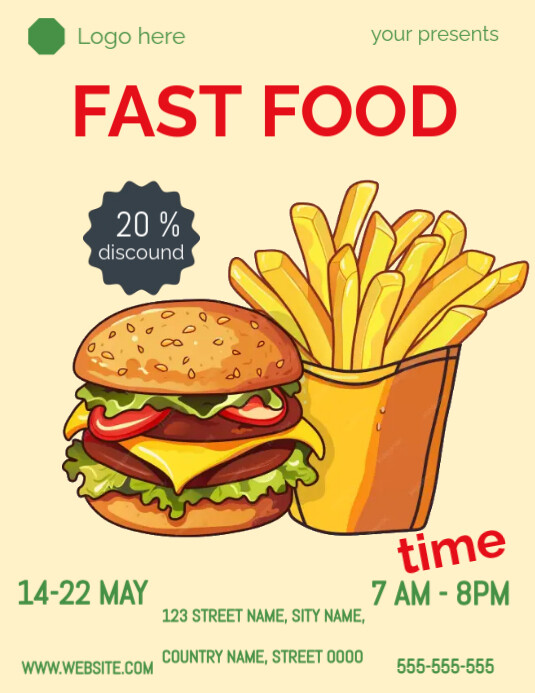 Logo here
your presents
FAST FOOD
20 %
discound
time
14-22 MAY
7 AM - 8PM
123 STREET NAME, SITY NAME,
COUNTRY NAME, STREET 0000
WWW.WEBSITE.COM
555-555-555